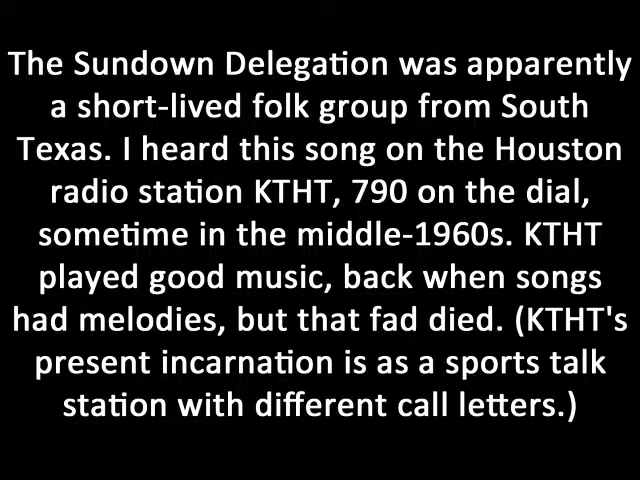 The Sundown Delegation was apparently
a short-lived folk group from South
Texas. I heard this song on the Houston
radio station KTHT, 790 on the dial,
sometime in the middle-1960s. KTHT
played good music, back when songs
had melodies, but that fad died. (KTHT's
present incarnation is as a sports talk
station with different call letters.)